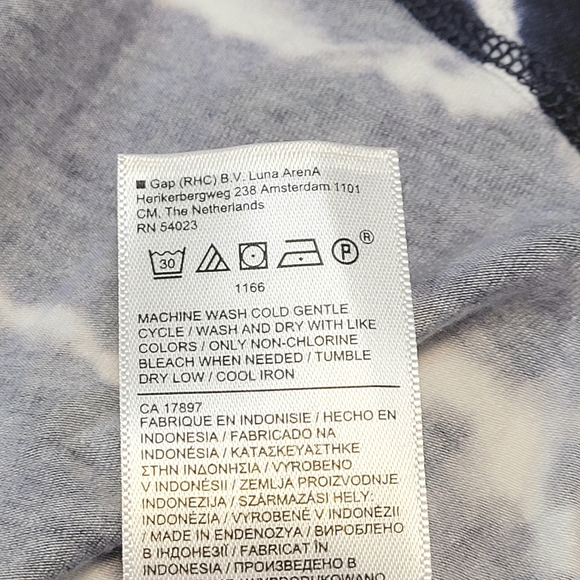 Gap (RHC) B.V. Luna ArenA
Herikerbergweg 238 Amsterdam 1101
CM, The Netherlands
RN 54023
30 P ®
1166
MACHINE WASH COLD GENTLE
CYCLE / WASH AND DRY WITH LIKE
COLORS / ONLY NON-CHLORINE
BLEACH WHEN NEEDED / TUMBLE
DRY LOW / COOL IRON
CA 17897
FABRIQUE EN INDONISIE / HECHO EN
INDONESIA / FABRICADO NA
INDONÉSIA / ΚΑΤΑΣΚΕΥΑΣΤΗΚΕ
ΣΤΗΝ ΙΝΔΟΝΗΣΙΑ / VYROBENO
V INDONÉSII / ZEMLJA PROIZVODNJE
INDONEZIJA / SZÁRMAZÁSI HELY:
INDONÉZIA / VYROBENÉ V INDONÉZII
/ MADE IN ENDENOZYA / ВИРОБЛЕНО
В ІНДОНЕЗІЇ / FABRICAT ÎN
INDONEZIA / ПРОИЗВЕДЕНО В